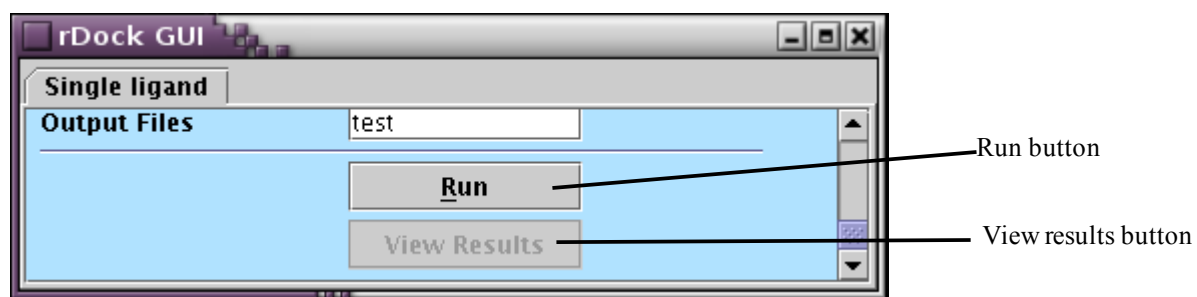 rDock GUI
Single ligand
Output Files test
Run button
Run
View Results
View results button